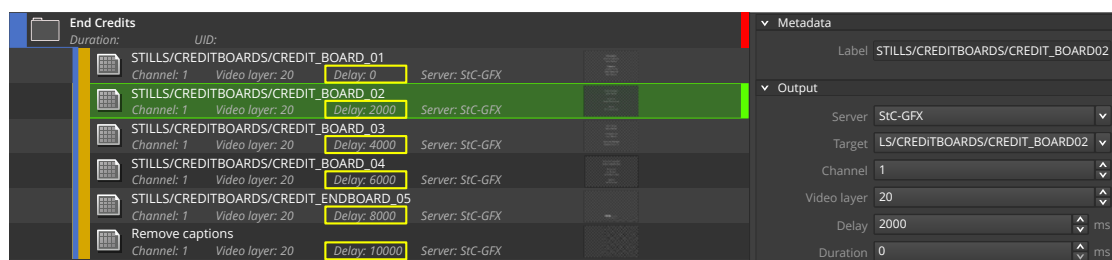 End Credits
Duration: UID:
STILLS/CREDITBOARDS/CREDIT_BOARD_01
Channel: 1 Video layer: 20 Delay: 0 Server: StC-GFX
STILLS/CREDITBOARDS/CREDIT_BOARD_02
Channel: 1 Video layer: 20 Delay: 2000 Server: StC-GFX
STILLS/CREDITBOARDS/CREDIT_BOARD_03
Channel: 1 Video layer: 20 Delay: 4000 Server: StC-GFX
STILLS/CREDITBOARDS/CREDIT_BOARD_04
Channel: 1 Video layer: 20 Delay: 6000 Server: StC-GFX
STILLS/CREDITBOARDS/CREDIT_ENDBOARD_05
Channel: 1 Video layer: 20 Delay: 8000 Server: StC-GFX
Remove captions
Channel: 1 Video layer: 20 Delay: 10000 Server: StC-GFX
Metadata
Label STILLS/CREDITBOARDS/CREDIT_BOARD02
Output
Server StC-GFX
Target LS/CREDiTBOARDS/CREDIT_BOARD02
Channel 1
Video layer 20
Delay 2000 ms
Duration 0 ms